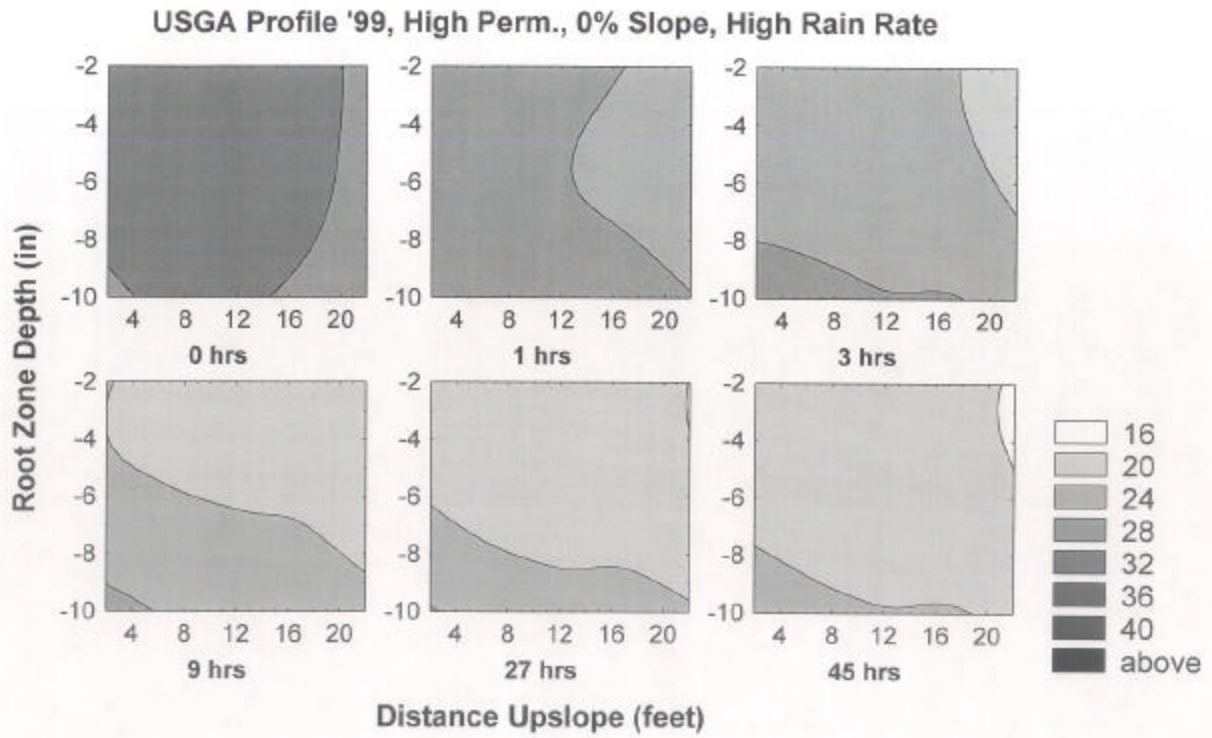 USGA Profile '99, High Perm., 0% Slope, High Rain Rate
Root Zone Depth (in)
-2
-4
-6
-8
-10
4 8 12 16 20
0 hrs
-2
-4
-6
-8
-10
4 8 12 16 20
1 hrs
-2
-4
-6
-8
-10
4 8 12 16 20
3 hrs
-2
-4
-6
-8
-10
4 8 12 16 20
9 hrs
-2
-4
-6
-8
-10
4 8 12 16 20
27 hrs
-2
-4
-6
-8
-10
4 8 12 16 20
45 hrs
16
20
24
28
32
36
40
above
Distance Upslope (feet)